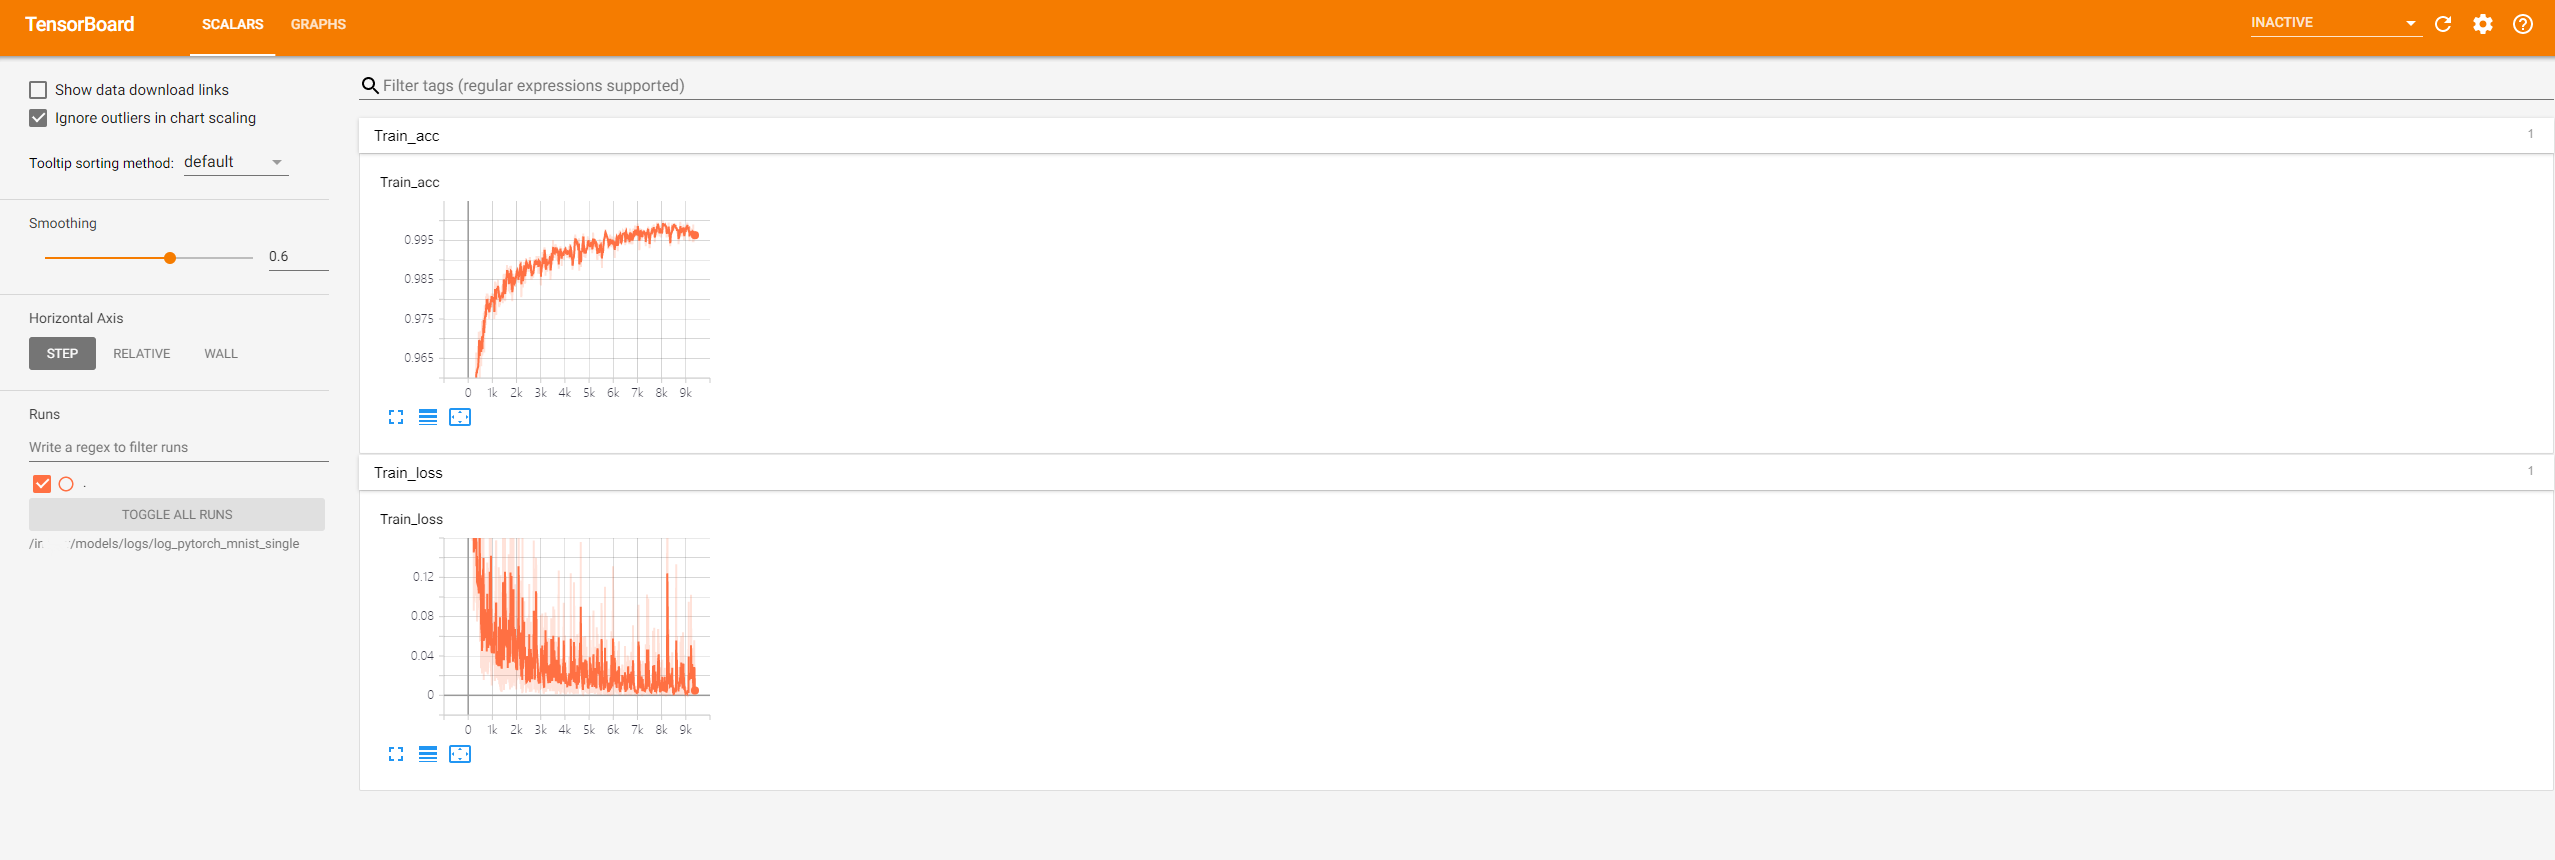 TensorBoard SCALARS GRAPHS INACTIVE
Show data download links
Ignore outliers in chart scaling
Tooltip sorting method: default
Smoothing
0.6
Horizontal Axis
STEP RELATIVE WALL
Runs
Write a regex to filter runs
.
TOGGLE ALL RUNS
/models/logs/log_pytorch_mnist_single
Filter tags (regular expressions supported)
Train_acc 1
Train_acc
0.995
0.985
0.975
0.965
0 1k 2k 3k 4k 5k 6k 7k 8k 9k
Train_loss 1
Train_loss
0.12
0.08
0.04
0
0 1k 2k 3k 4k 5k 6k 7k 8k 9k